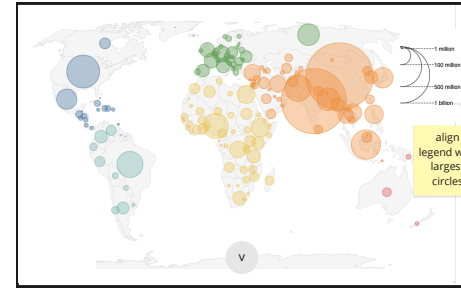 1 million
100 million
500 million
1 billion
align
legend w
larges
circles
V